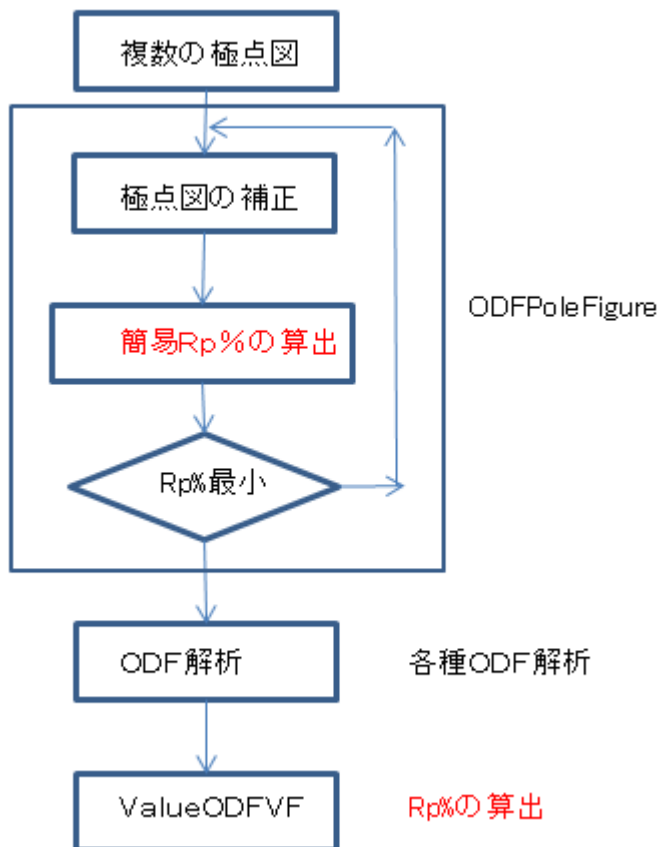 複数の極点図
極点図の補正
ODFPoleFigure
簡易Rp%の算出
Rp%最小
ODF解析
各種ODF解析
ValueODFVF
Rp%の算出